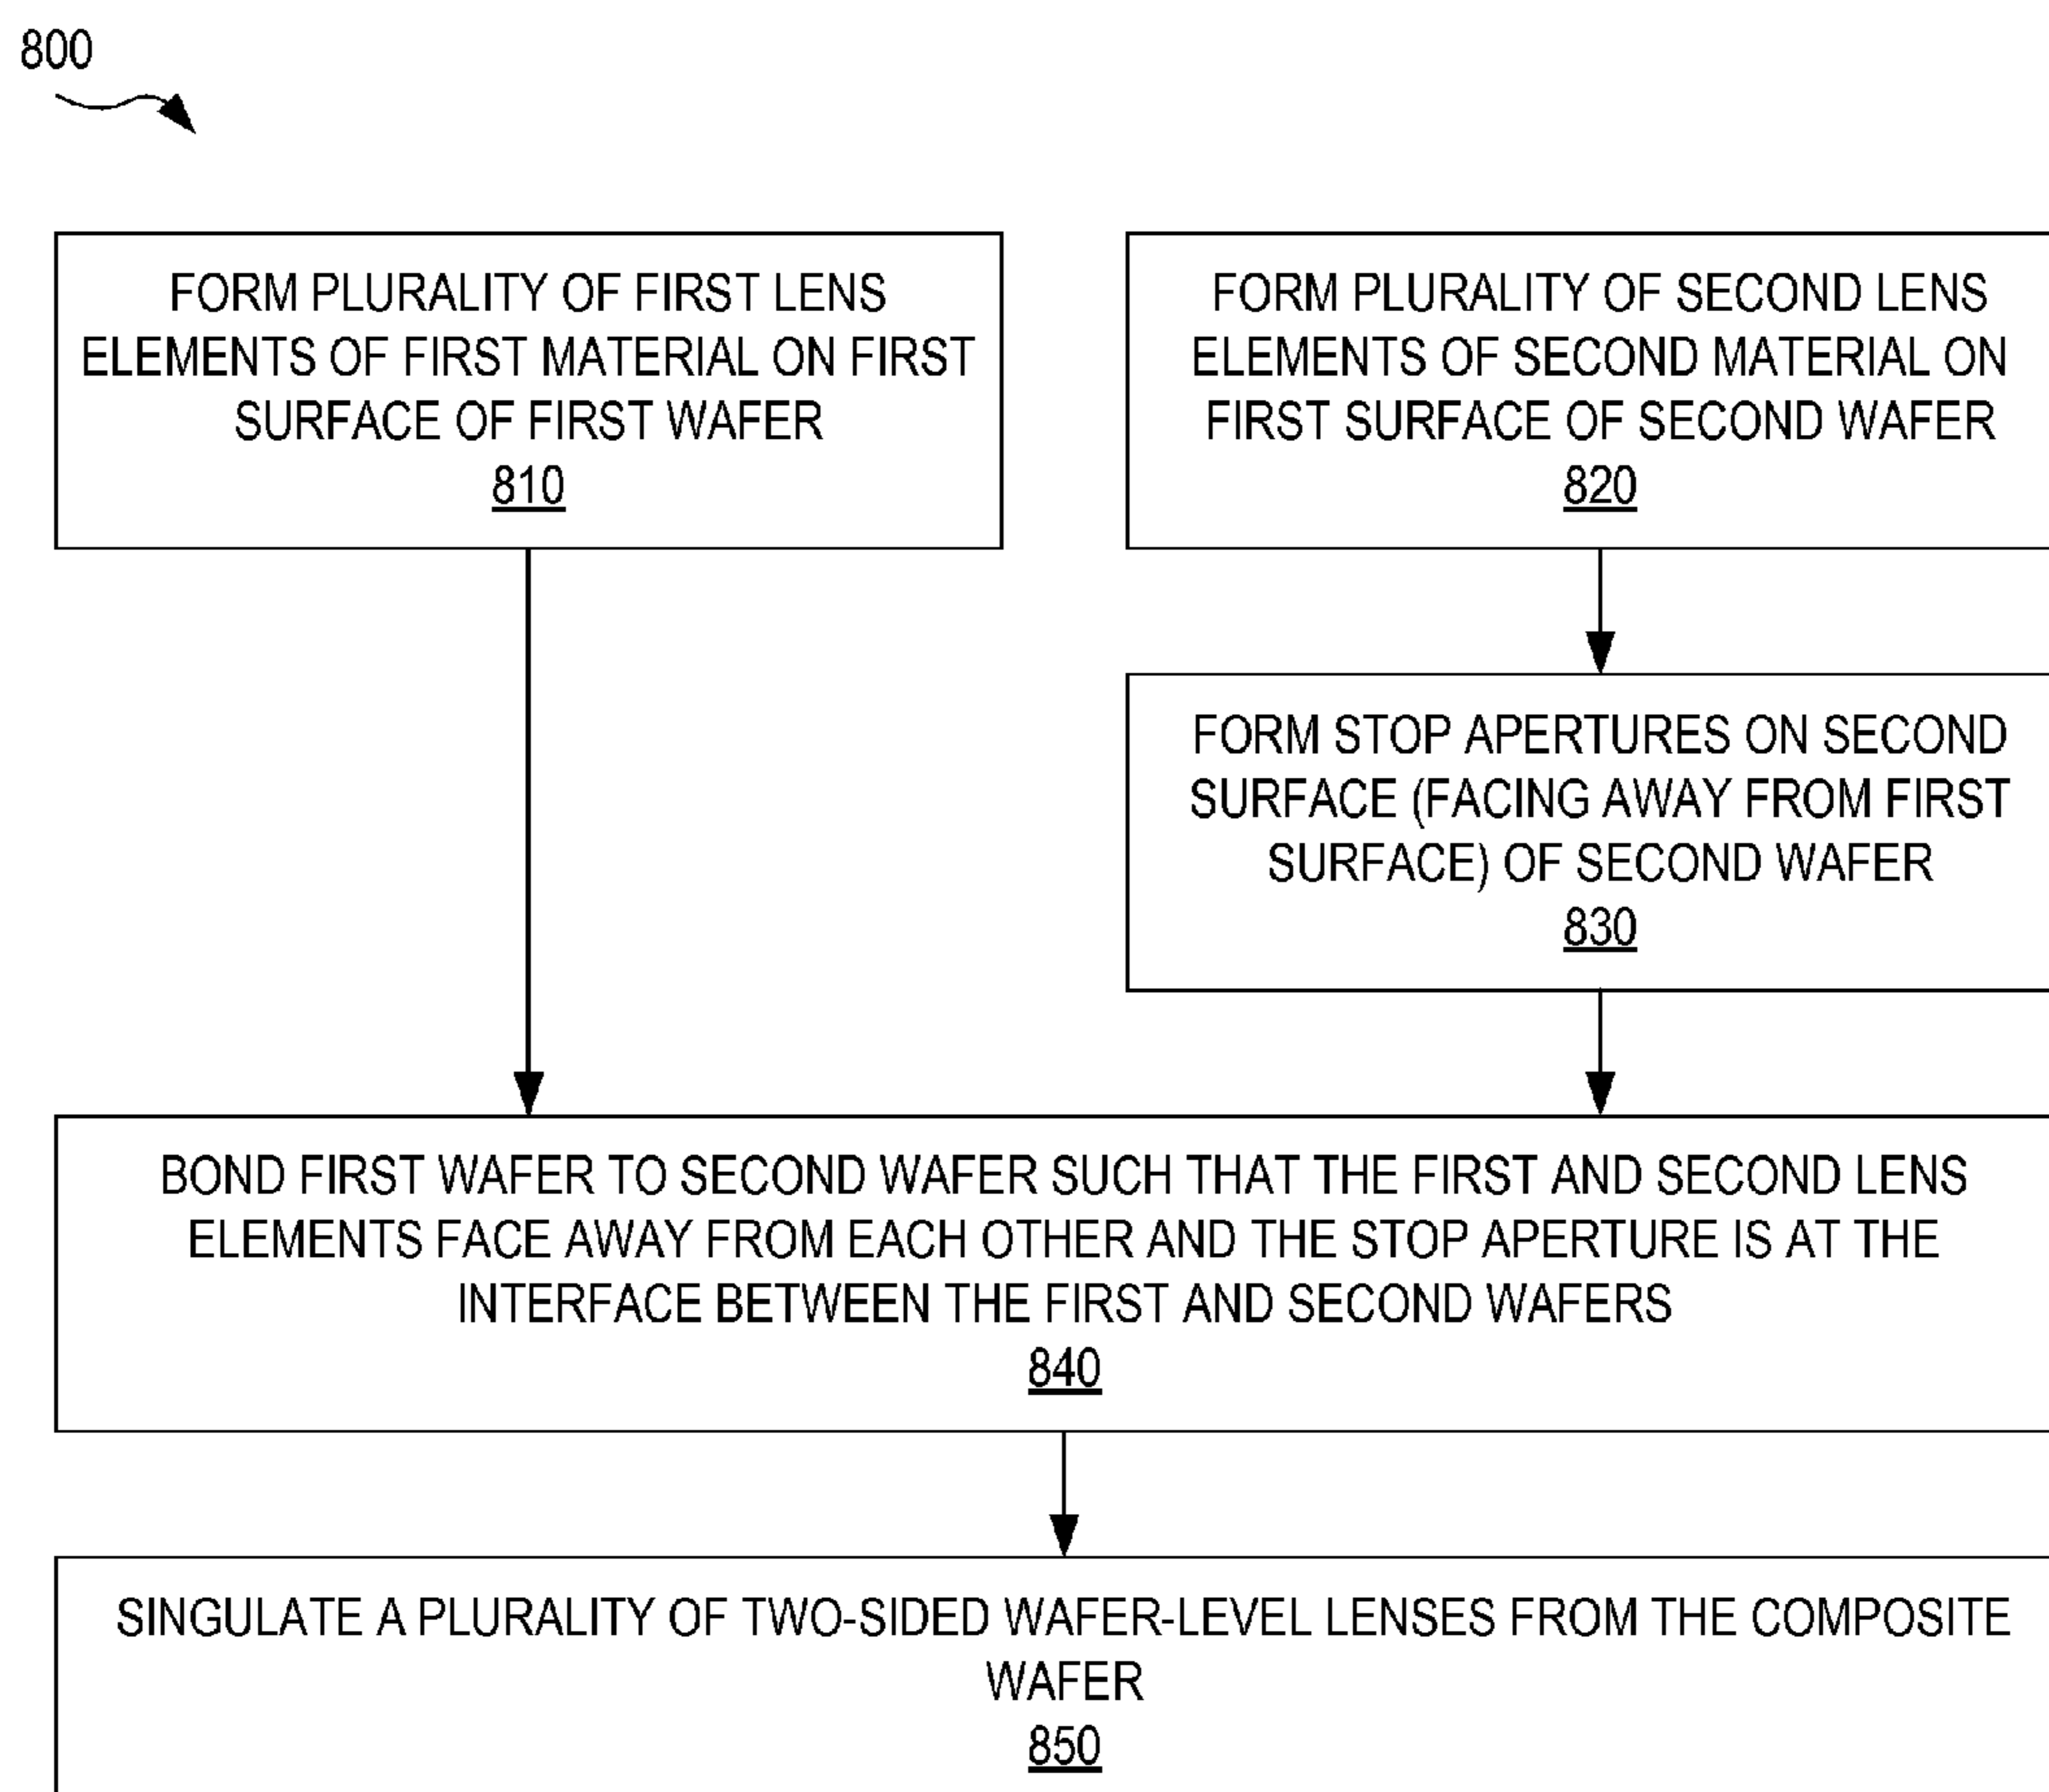 800
FORM PLURALITY OF FIRST LENS
ELEMENTS OF FIRST MATERIAL ON FIRST
SURFACE OF FIRST WAFER
810
FORM PLURALITY OF SECOND LENS
ELEMENTS OF SECOND MATERIAL ON
FIRST SURFACE OF SECOND WAFER
820
FORM STOP APERTURES ON SECOND
SURFACE (FACING AWAY FROM FIRST
SURFACE) OF SECOND WAFER
830
BOND FIRST WAFER TO SECOND WAFER SUCH THAT THE FIRST AND SECOND LENS
ELEMENTS FACE AWAY FROM EACH OTHER AND THE STOP APERTURE IS AT THE
INTERFACE BETWEEN THE FIRST AND SECOND WAFERS
840
SINGULATE A PLURALITY OF TWO-SIDED WAFER-LEVEL LENSES FROM THE COMPOSITE
WAFER
850